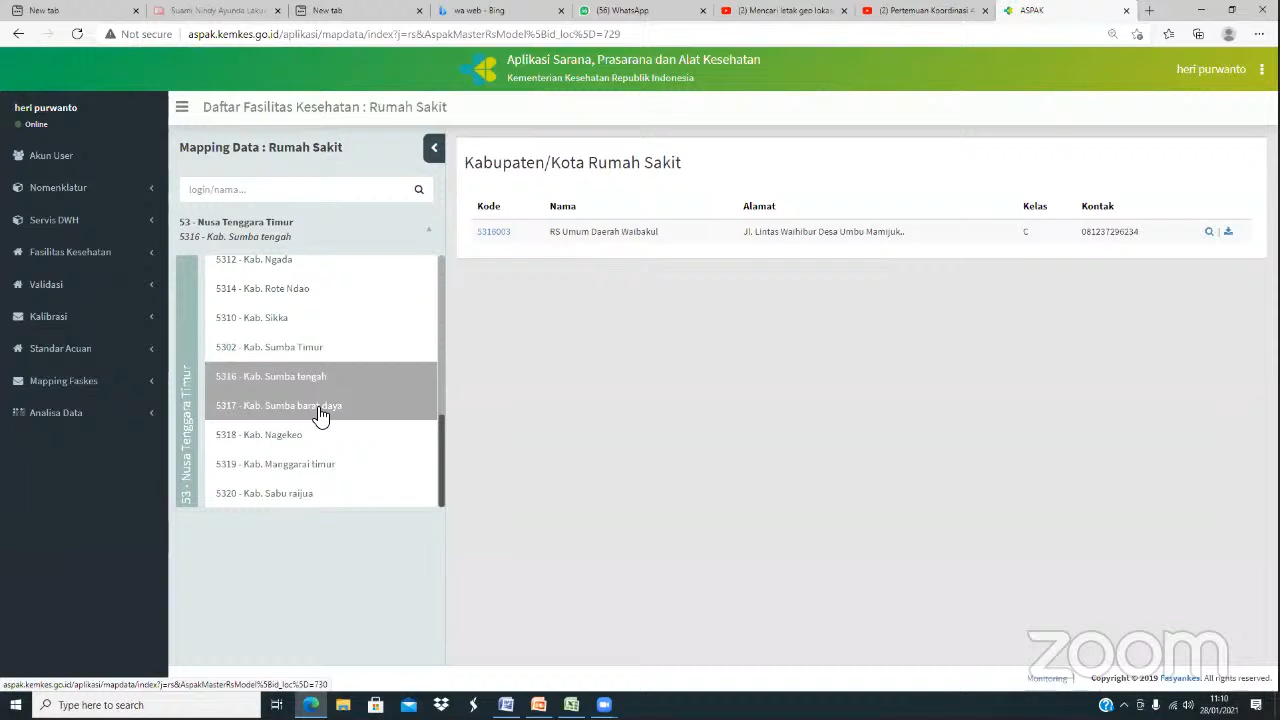 New tab
Suami Nindy Ayunda Laku
New tab
wa web - Bing
(56) WhatsApp
(2) Mencari letak geo lokas
(2) Pertemuan Koordinasi 4
ASPAK
Not secure
aspak.kemkes.go.id/aplikasi/mapdata/index?j=rs&AspakMasterRsModel%5Bid_loc%5D=729
Aplikasi Sarana, Prasarana dan Alat Kesehatan
Kementerian Kesehatan Republik Indonesia
heri purwanto
heri purwanto
Online
Akun User
Nomenklatur
Servis DWH
Fasilitas Kesehatan
Validasi
Kalibrasi
Standar Acuan
Mapping Faskes
Analisa Data
Daftar Fasilitas Kesehatan : Rumah Sakit
Mapping Data : Rumah Sakit
login/nama...
53 - Nusa Tenggara Timur
5316 - Kab. Sumba tengah
53 - Nusa Tenggara Timur
5312 - Kab. Ngada
5314 - Kab. Rote Ndao
5310 - Kab. Sikka
5302 - Kab. Sumba Timur
5316 - Kab. Sumba tengah
5317 - Kab. Sumba barat daya
5318 - Kab. Nagekeo
5319 - Kab. Manggarai timur
5320 - Kab. Sabu raijua
Kabupaten/Kota Rumah Sakit
Kode Nama Alamat Kelas Kontak
5316003 RS Umum Daerah Waibakul Jl. Lintas Waihibur Desa Umbu Mamijuk.. C 081237296234
zoom
Monitoring Copyright © 2019 Fasyankes.
aspak.kemkes.go.id/aplikasi/mapdata/index?j=rs&AspakMasterRsModel%5Bid_loc%5D=730
Type here to search
11:10
28/01/2021